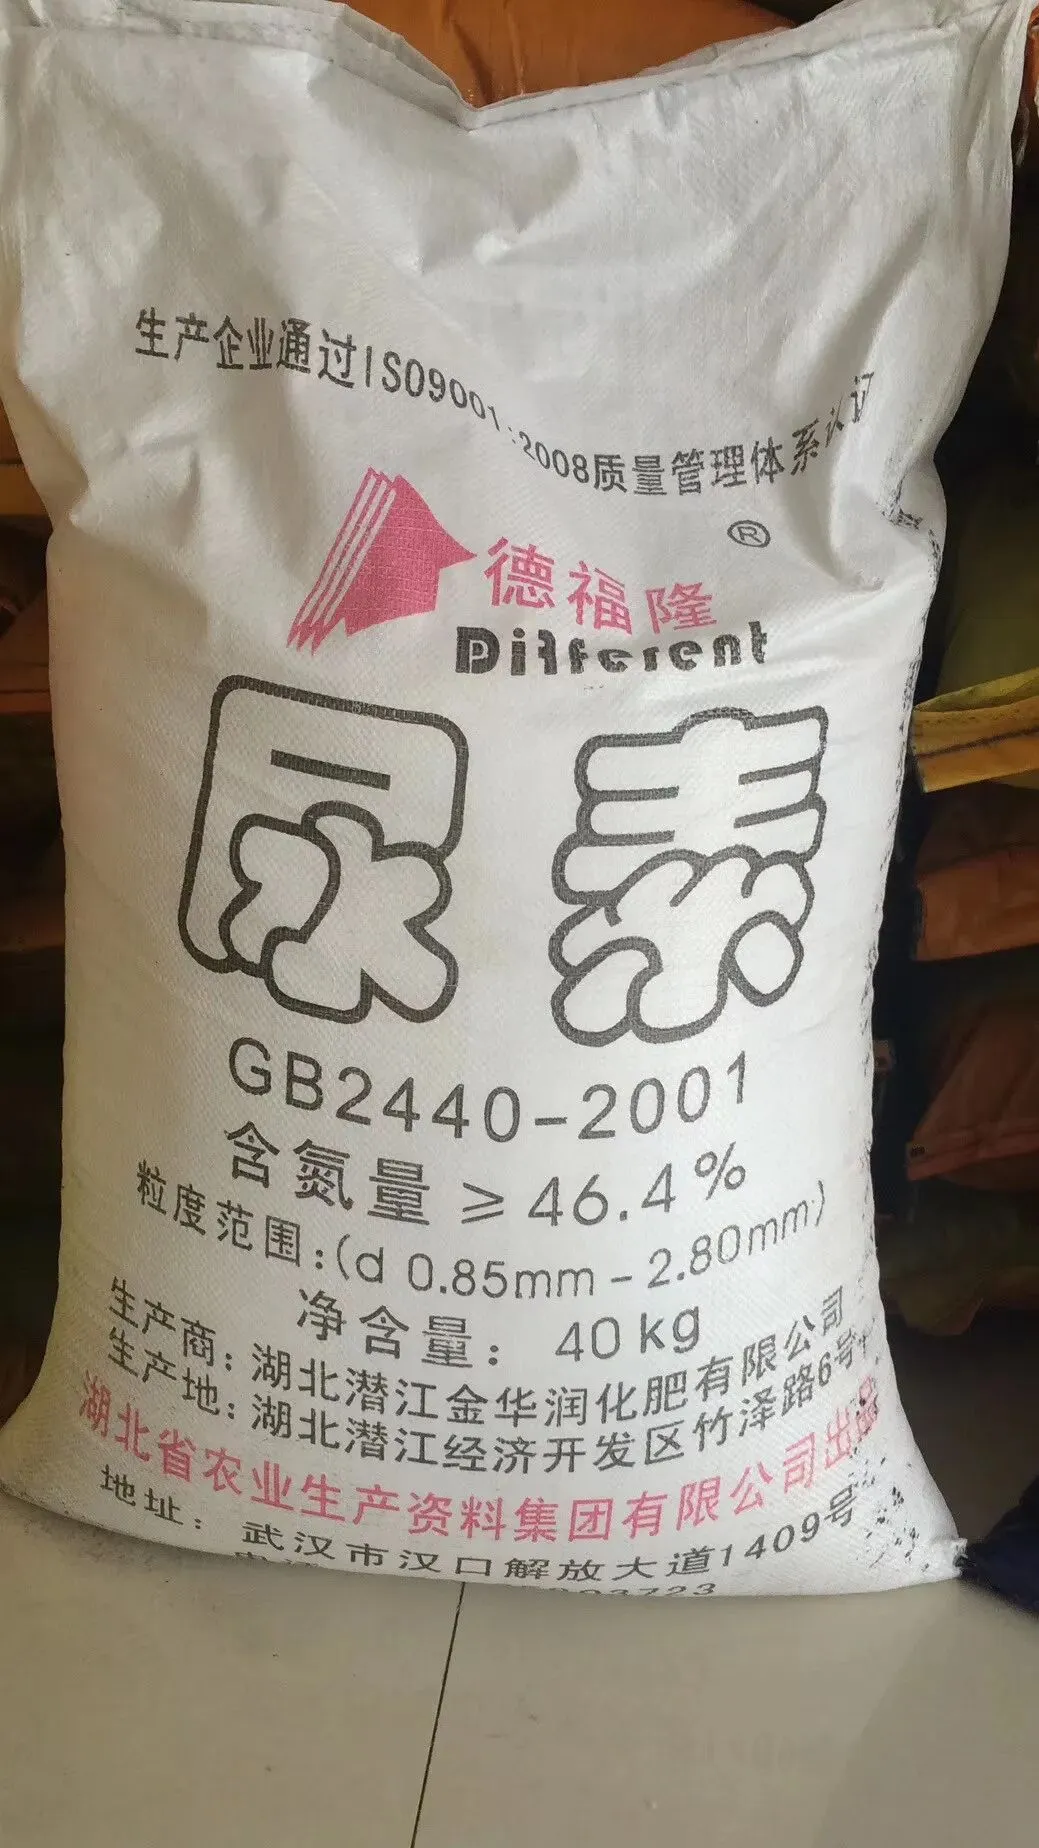 生产企业通过ISO9001:2008质量管理体系认证
®
德福隆
Different
尿素
GB2440-2001
含氮量≥46.4%
粒度范围:(d 0.85mm-2.80mm)
净含量: 40kg
生产商:湖北潜江金华润化肥有限公司
生产地:湖北潜江经济开发区竹泽路6号
湖北省农业生产资料集团有限公司出品
地址:武汉市汉口解放大道1409号